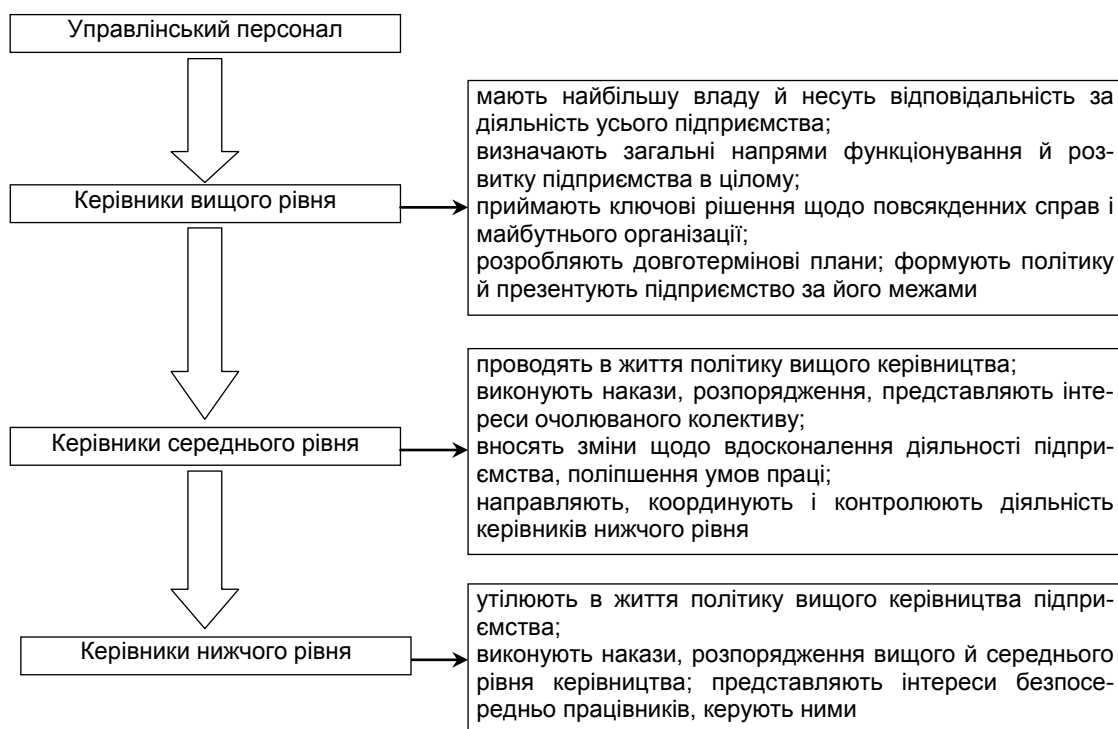 Управлінський персонал
мають найбільшу владу й несуть відповідальність за
діяльність усього підприємства;
визначають загальні напрями функціонування й роз-
витку підприємства в цілому;
Керівники вищого рівня
приймають ключові рішення щодо повсякденних справ і
майбутнього організації;
розробляють довготермінові плани; формують політику
й презентують підприємство за його межами
проводять в життя політику вищого керівництва;
виконують накази, розпорядження, представляють інте-
реси очолюваного колективу;
Керівники середнього рівня
вносять зміни щодо вдосконалення діяльності підпри-
ємства, поліпшення умов праці;
направляють, координують і контролюють діяльність
керівників нижчого рівня
утілюють в життя політику вищого керівництва підпри-
ємства;
Керівники нижчого рівня
виконують накази, розпорядження вищого й середнього
рівня керівництва; представляють інтереси безпосе-
редньо працівників, керують ними